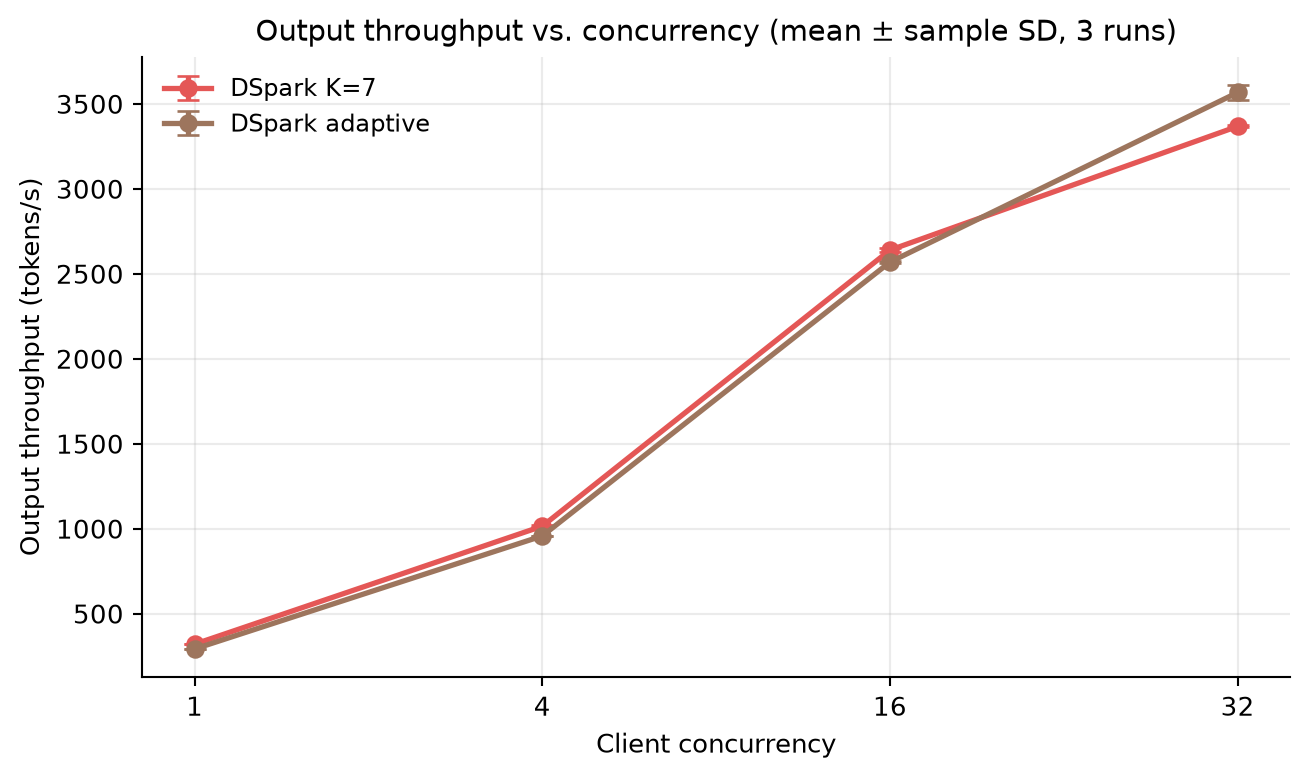 Output throughput vs. concurrency (mean ± sample SD, 3 runs)
DSpark K=7
DSpark adaptive
Output throughput (tokens/s)
3500
3000
2500
2000
1500
1000
500
1 4 16 32
Client concurrency